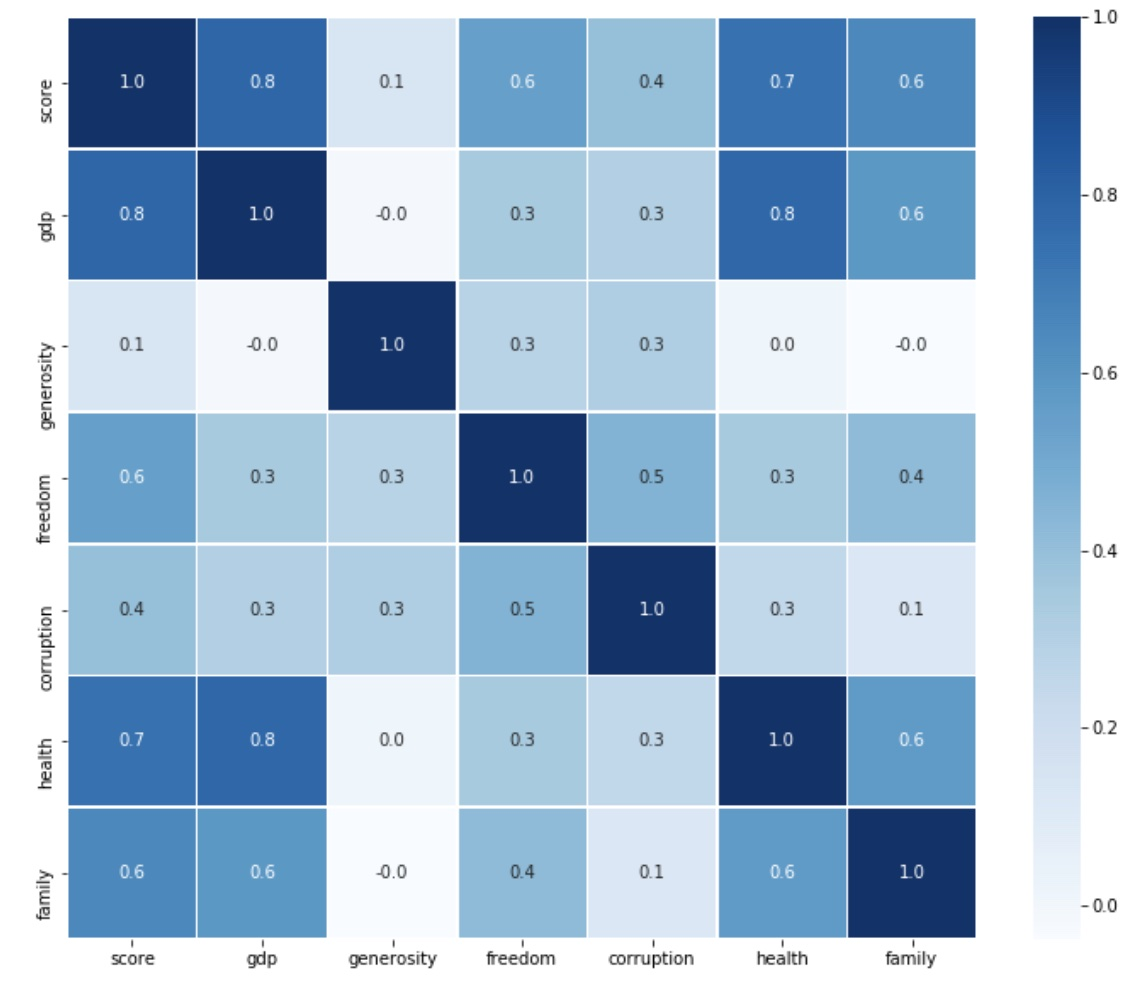 1.0
score 1.0 0.8 0.1 0.6 0.4 0.7 0.6
0.8
gdp 0.8 1.0 -0.0 0.3 0.3 0.8 0.6
generosity 0.1 -0.0 1.0 0.3 0.3 0.0 -0.0
0.6
freedom 0.6 0.3 0.3 1.0 0.5 0.3 0.4
0.4
corruption 0.4 0.3 0.3 0.5 1.0 0.3 0.1
0.2
health 0.7 0.8 0.0 0.3 0.3 1.0 0.6
family 0.6 0.6 -0.0 0.4 0.1 0.6 1.0
0.0
score gdp generosity freedom corruption health family